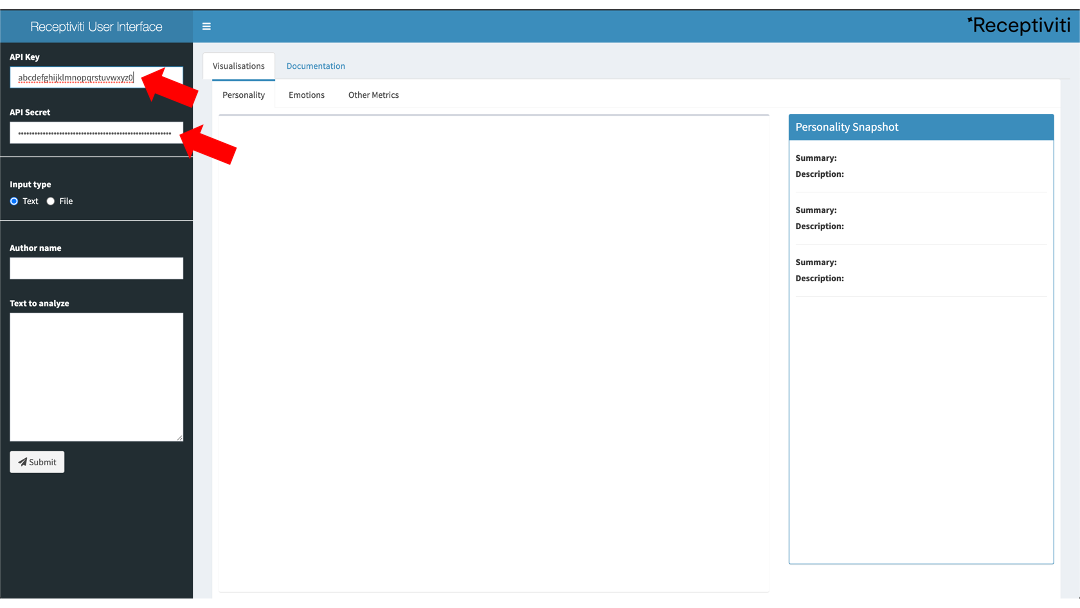 Receptiviti User Interface
Receptiviti
API Key
abcdefghijklmnopqrstuvwxyz0
API Secret
Input type
Text File
Author name
Text to analyze
Submit
Visualisations Documentation
Personality Emotions Other Metrics
Personality Snapshot
Summary:
Description:
Summary:
Description:
Summary:
Description: